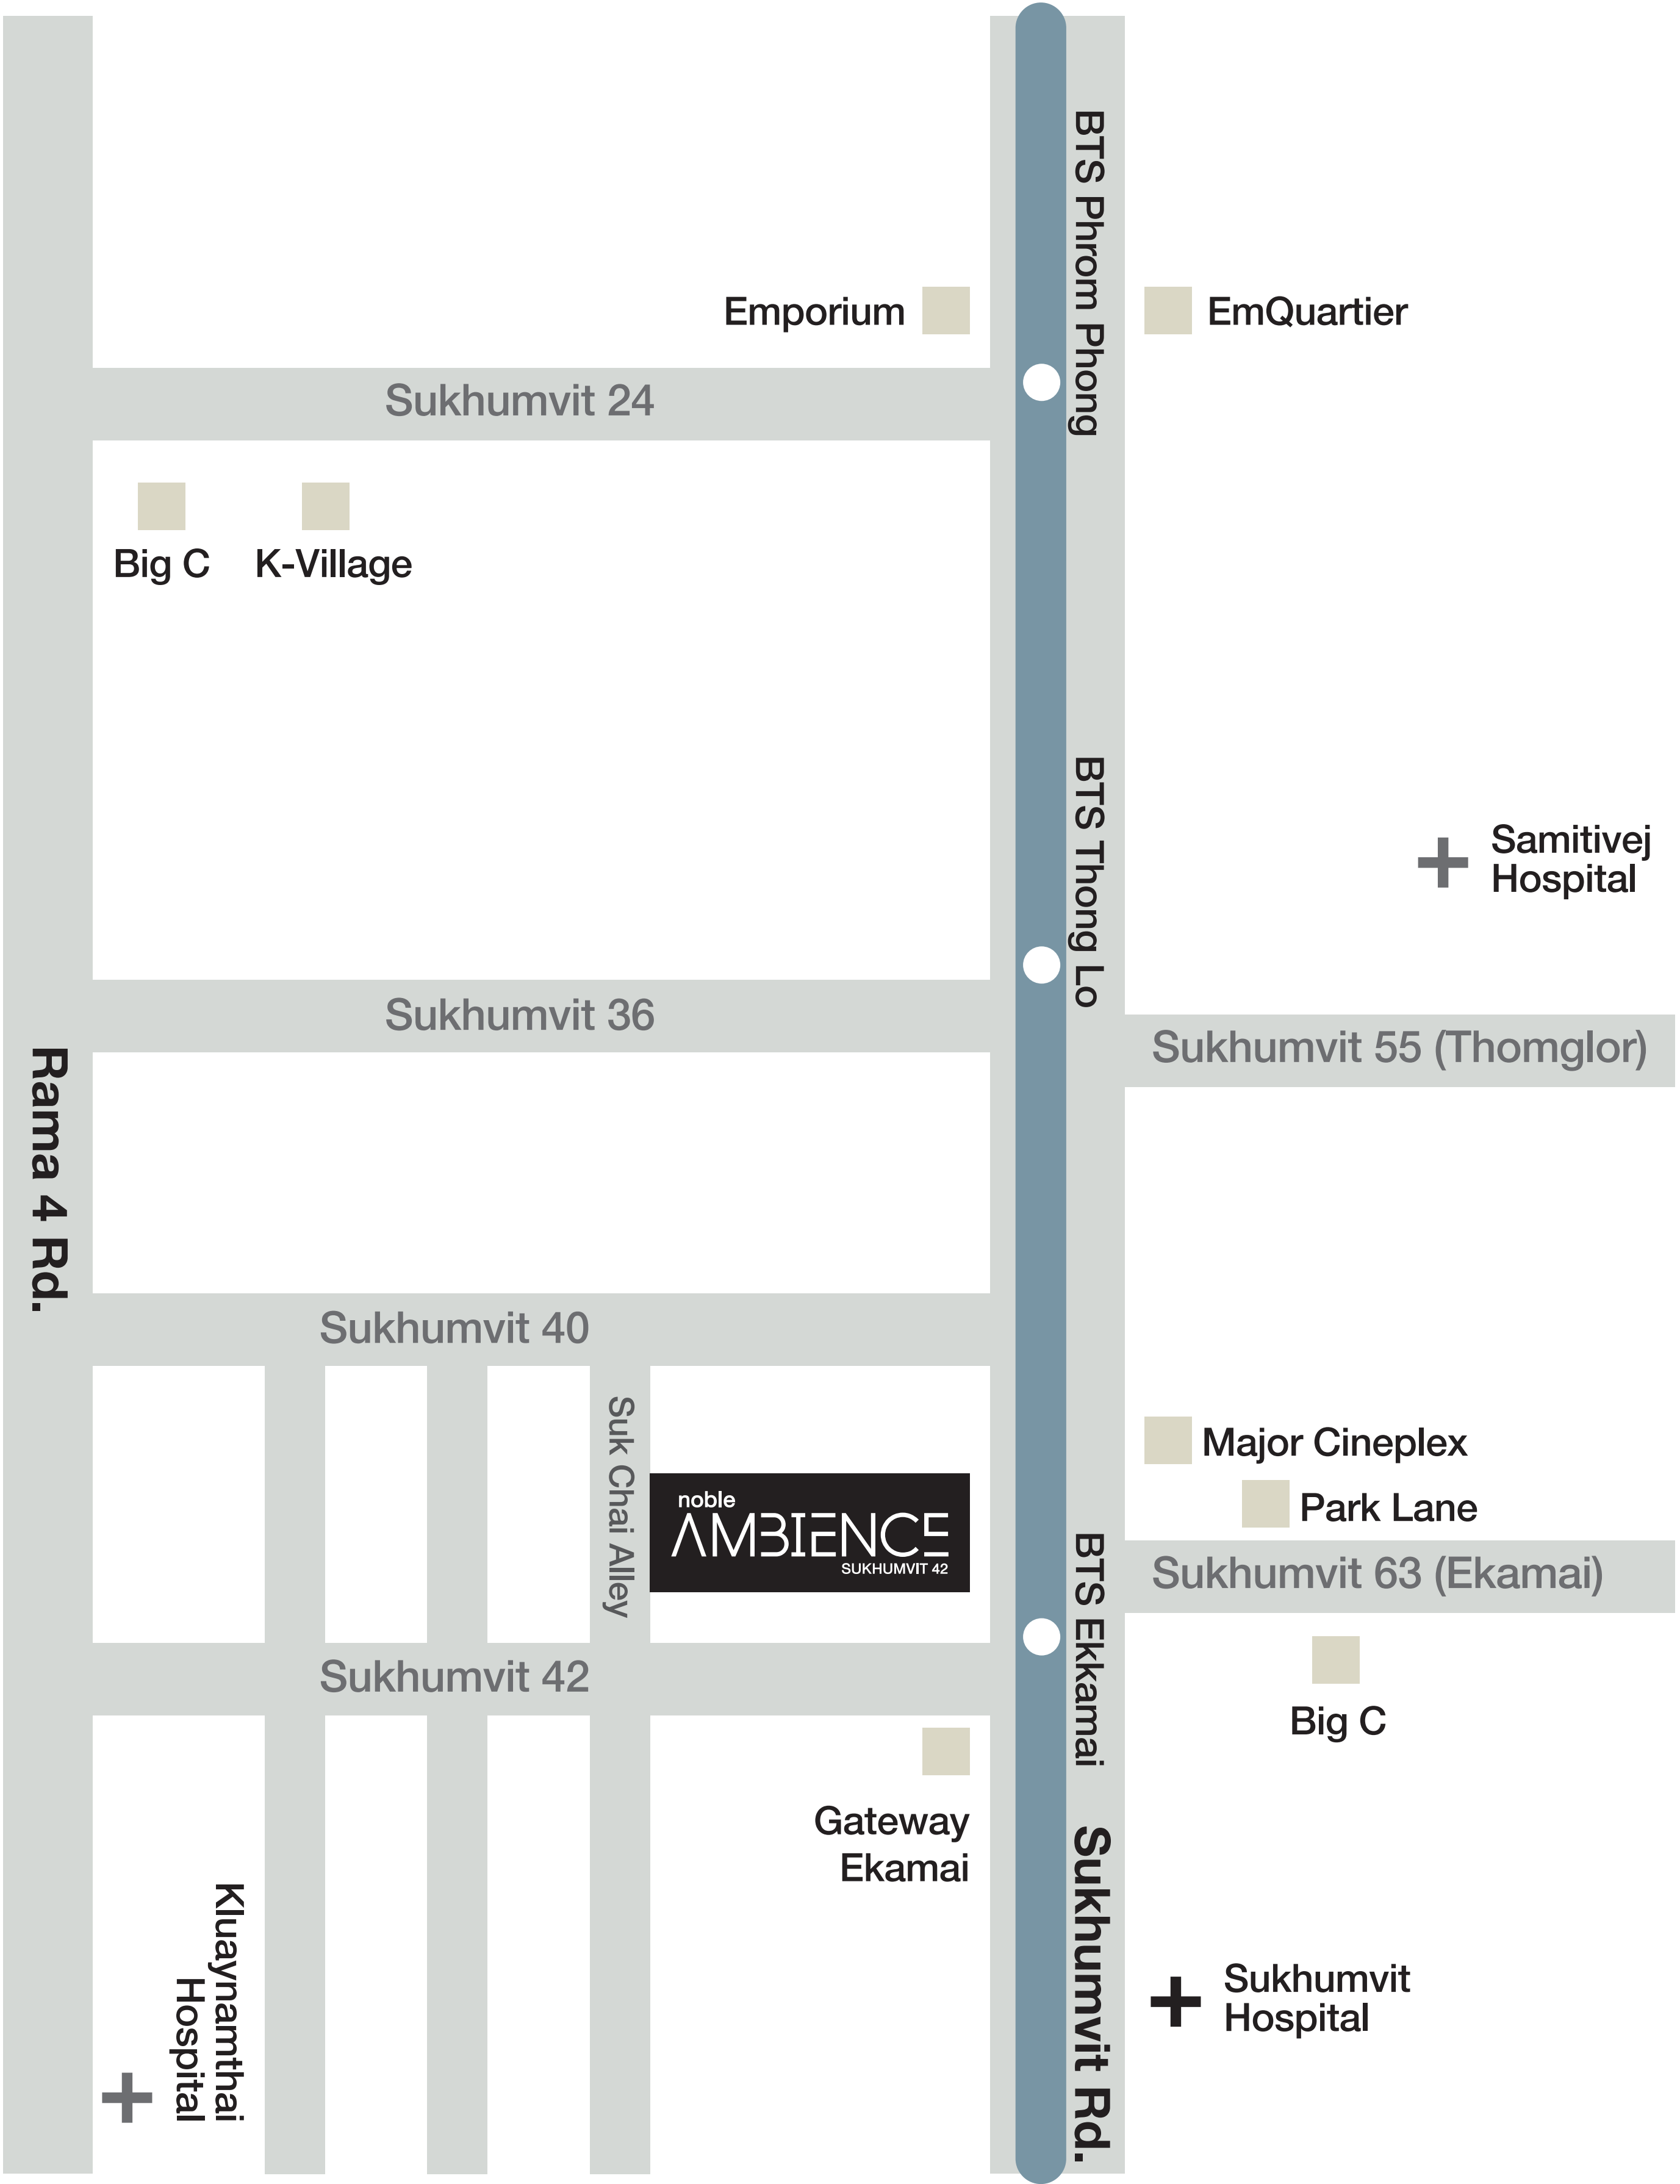 BTS Phrom Phong
Emporium
EmQuartier
Sukhumvit 24
Big C
K-Village
BTS Thong Lo
Samitivej
Hospital
Sukhumvit 36
Sukhumvit 55 (Thomglor)
Rama 4 Rd.
Sukhumvit 40
Suk Chai Alley
noble
AMBIENCE
SUKHUMVIT 42
Major Cineplex
Park Lane
BTS Ekkamai
Sukhumvit 63 (Ekamai)
Sukhumvit 42
Big C
Gateway
Ekamai
Sukhumvit Rd.
Kluaynamthai
Hospital
Sukhumvit
Hospital